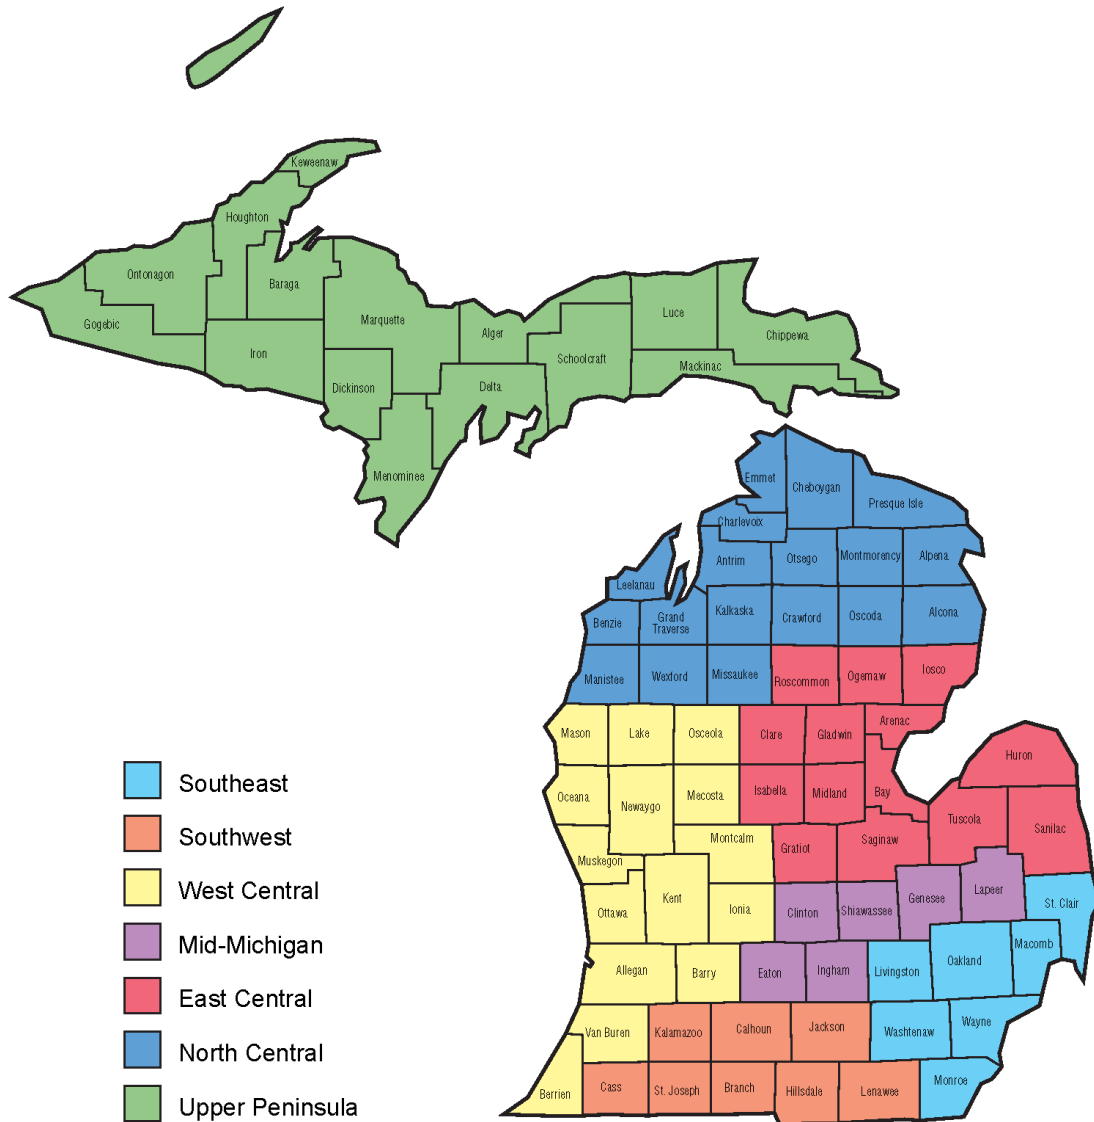 Keweenaw
Houghton
Ontonagon
Baraga
Gogebic
Marquette
Iron
Alger
Luce
Chippewa
Schoolcraft
Mackinac
Dickinson
Delta
Menominee
Emmet
Cheboygan
Presque Isle
Charlevoix
Antrim
Otsego
Montmorency
Alpena
Leelanau
Benzie
Grand
Traverse
Kalkaska
Crawford
Oscoda
Alcona
Manistee
Wexford
Missaukee
Roscommon
Ogemaw
Iosco
Mason
Lake
Osceola
Clare
Gladwin
Arenac
Huron
Oceana
Newaygo
Mecosta
Isabella
Midland
Bay
Tuscola
Sanilac
Muskegon
Montcalm
Gratiot
Saginaw
Ottawa
Kent
Ionia
Clinton
Shiawassee
Genesee
Lapeer
St. Clair
Allegan
Barry
Eaton
Ingham
Livingston
Oakland
Macomb
Van Buren
Kalamazoo
Calhoun
Jackson
Washtenaw
Wayne
Berrien
Cass
St. Joseph
Branch
Hillsdale
Lenawee
Monroe
Southeast
Southwest
West Central
Mid-Michigan
East Central
North Central
Upper Peninsula